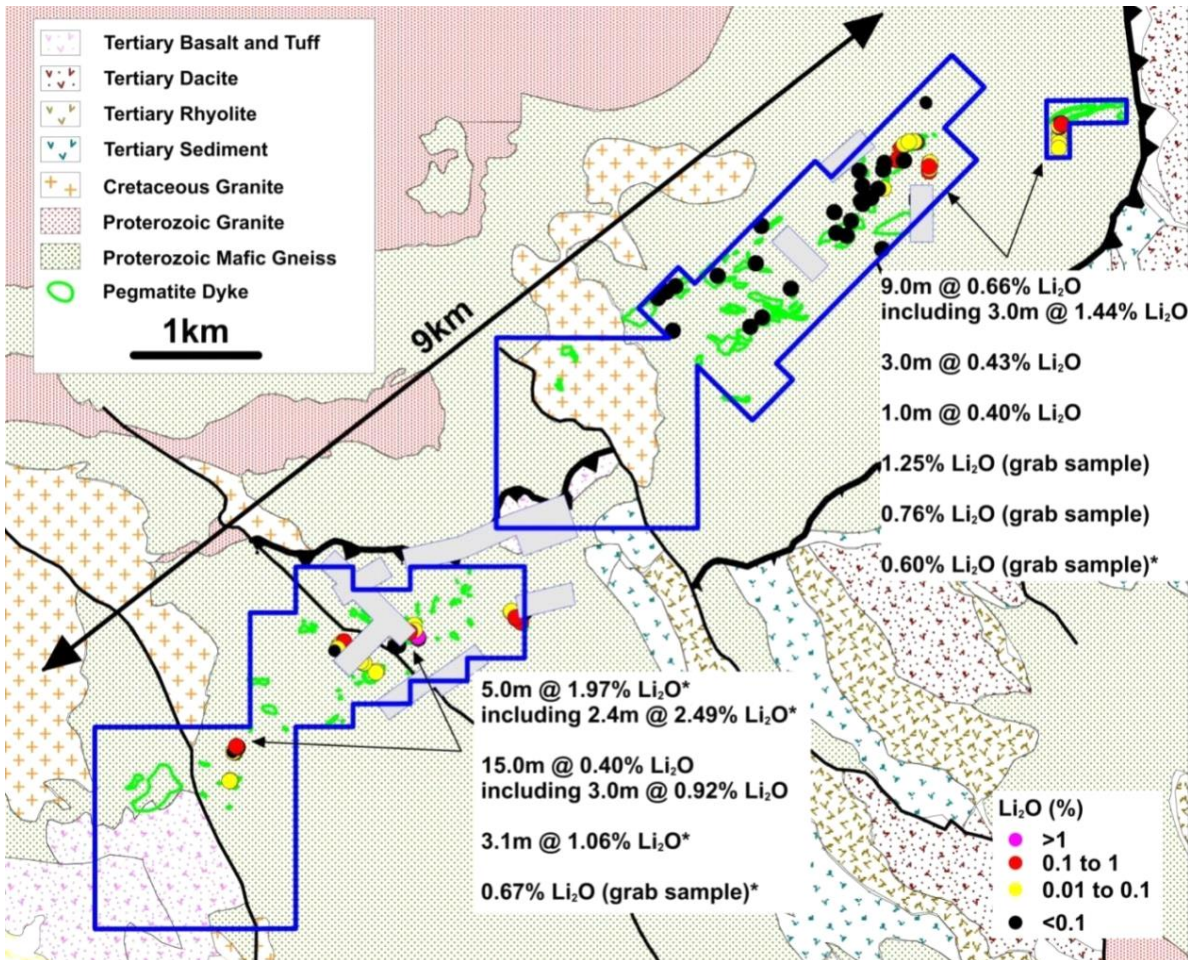 Tertiary Basalt and Tuff
Tertiary Dacite
Tertiary Rhyolite
Tertiary Sediment
Cretaceous Granite
Proterozoic Granite
Proterozoic Mafic Gneiss
Pegmatite Dyke
1km
9km
9.0m @ 0.66% Li₂O
including 3.0m @ 1.44% Li₂O
3.0m @ 0.43% Li₂O
1.0m @ 0.40% Li₂O
1.25% Li₂O (grab sample)
0.76% Li₂O (grab sample)
0.60% Li₂O (grab sample)*
5.0m @ 1.97% Li₂O*
including 2.4m @ 2.49% Li₂O*
15.0m @ 0.40% Li₂O
including 3.0m @ 0.92% Li₂O
3.1m @ 1.06% Li₂O*
0.67% Li₂O (grab sample)*
Li₂O (%)
>1
0.1 to 1
0.01 to 0.1
<0.1